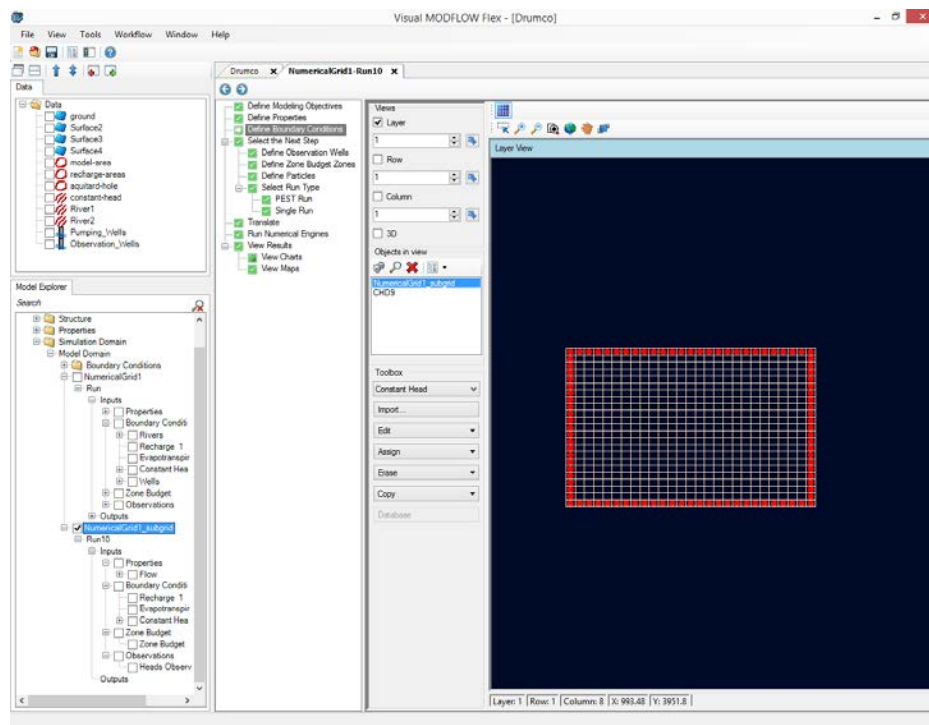 Visual MODFLOW Flex - [Drumco]
File View Tools Workflow Window Help
Data
Data
ground
Surface2
Surface3
Surface4
model-area
recharge-areas
aquitard-hole
constant-head
River1
River2
Pumping_Wells
Observation_Wells
Model Explorer
Search
Structure
Properties
Simulation Domain
Model Domain
Boundary Conditions
NumericalGrid1
Run
Inputs
Properties
Boundary Conditi
Rivers
Recharge 1
Evapotranspir
Constant Hea
Wells
Zone Budget
Observations
Outputs
NumericalGrid1_subgrid
Run10
Inputs
Properties
Flow
Boundary Conditi
Recharge 1
Evapotranspir
Constant Hea
Zone Budget
Zone Budget
Observations
Heads Observ
Outputs
Drumco NumericalGrid1-Run10
Define Modeling Objectives
Define Properties
Define Boundary Conditions
Select the Next Step
Define Observation Wells
Define Zone Budget Zones
Define Particles
Select Run Type
PEST Run
Single Run
Translate
Run Numerical Engines
View Results
View Charts
View Maps
Views
Layer
1
Row
1
Column
1
3D
Objects in view
NumericalGrid1_subgrid
CHD9
Toolbox
Constant Head
Import...
Edit
Assign
Erase
Copy
Database
Layer View
Layer: 1 Row: 1 Column: 8 X: 993.48 Y: 3951.8